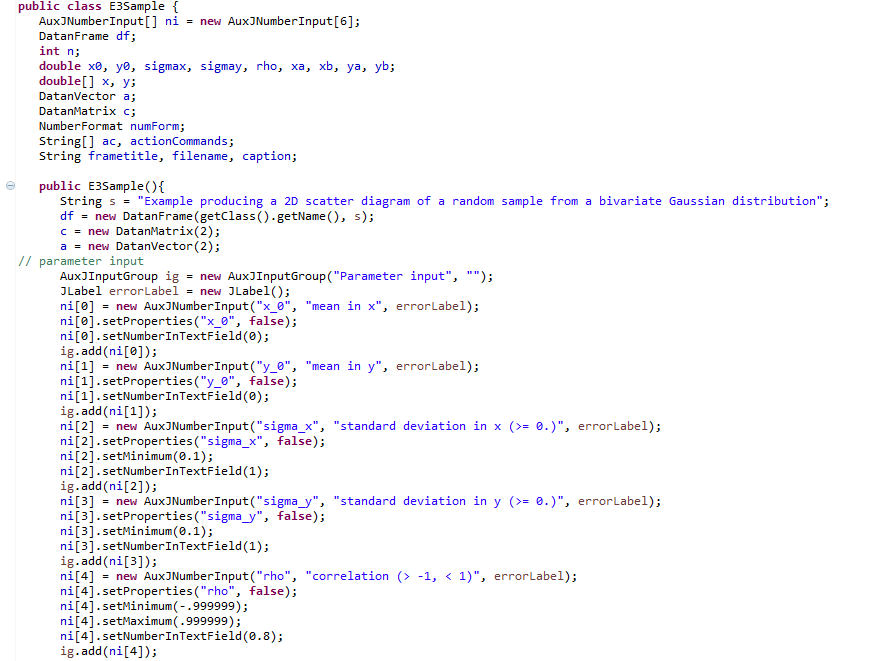 public class E3Sample {
AuxJNumberInput[] ni = new AuxJNumberInput[6];
DatanFrame df;
int n;
double x0, y0, sigmax, sigmay, rho, xa, xb, ya, yb;
double[] x, y;
DatanVector a;
DatanMatrix c;
NumberFormat numForm;
String[] ac, actionCommands;
String frametitle, filename, caption;
public E3Sample(){
String s = "Example producing a 2D scatter diagram of a random sample from a bivariate Gaussian distribution";
df = new DatanFrame(getClass().getName(), s);
c = new DatanMatrix(2);
a = new DatanVector(2);
// parameter input
AuxJInputGroup ig = new AuxJInputGroup("Parameter input", "");
JLabel errorLabel = new JLabel();
ni[0] = new AuxJNumberInput("x_0", "mean in x", errorLabel);
ni[0].setProperties("x_0", false);
ni[0].setNumberInTextField(0);
ig.add(ni[0]);
ni[1] = new AuxJNumberInput("y_0", "mean in y", errorLabel);
ni[1].setProperties("y_0", false);
ni[1].setNumberInTextField(0);
ig.add(ni[1]);
ni[2] = new AuxJNumberInput("sigma_x", "standard deviation in x (>= 0.)", errorLabel);
ni[2].setProperties("sigma_x", false);
ni[2].setMinimum(0.1);
ni[2].setNumberInTextField(1);
ig.add(ni[2]);
ni[3] = new AuxJNumberInput("sigma_y", "standard deviation in y (>= 0.)", errorLabel);
ni[3].setProperties("sigma_y", false);
ni[3].setMinimum(0.1);
ni[3].setNumberInTextField(1);
ig.add(ni[3]);
ni[4] = new AuxJNumberInput("rho", "correlation (> -1, < 1)", errorLabel);
ni[4].setProperties("rho", false);
ni[4].setMinimum(-.999999);
ni[4].setMaximum(.999999);
ni[4].setNumberInTextField(0.8);
ig.add(ni[4]);